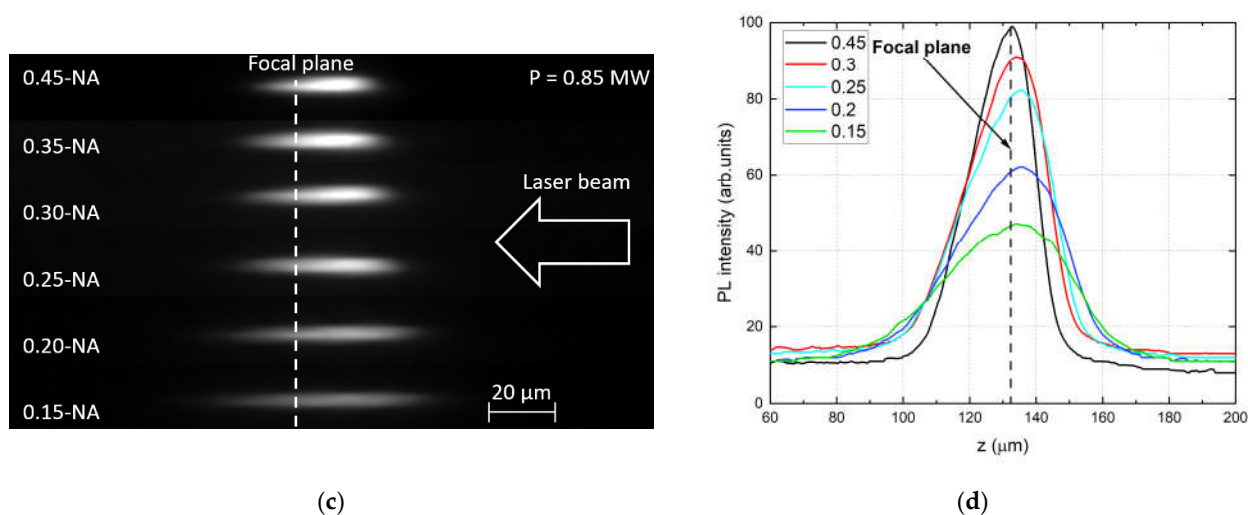 Focal plane
0.45-NA
P = 0.85 MW
0.35-NA
0.30-NA
Laser beam
0.25-NA
0.20-NA
0.15-NA
20 μm
(c)
100
80
60
40
20
0
PL intensity (arb.units)
0.45
0.3
0.25
0.2
0.15
Focal plane
60 80 100 120 140 160 180 200
z (μm)
(d)